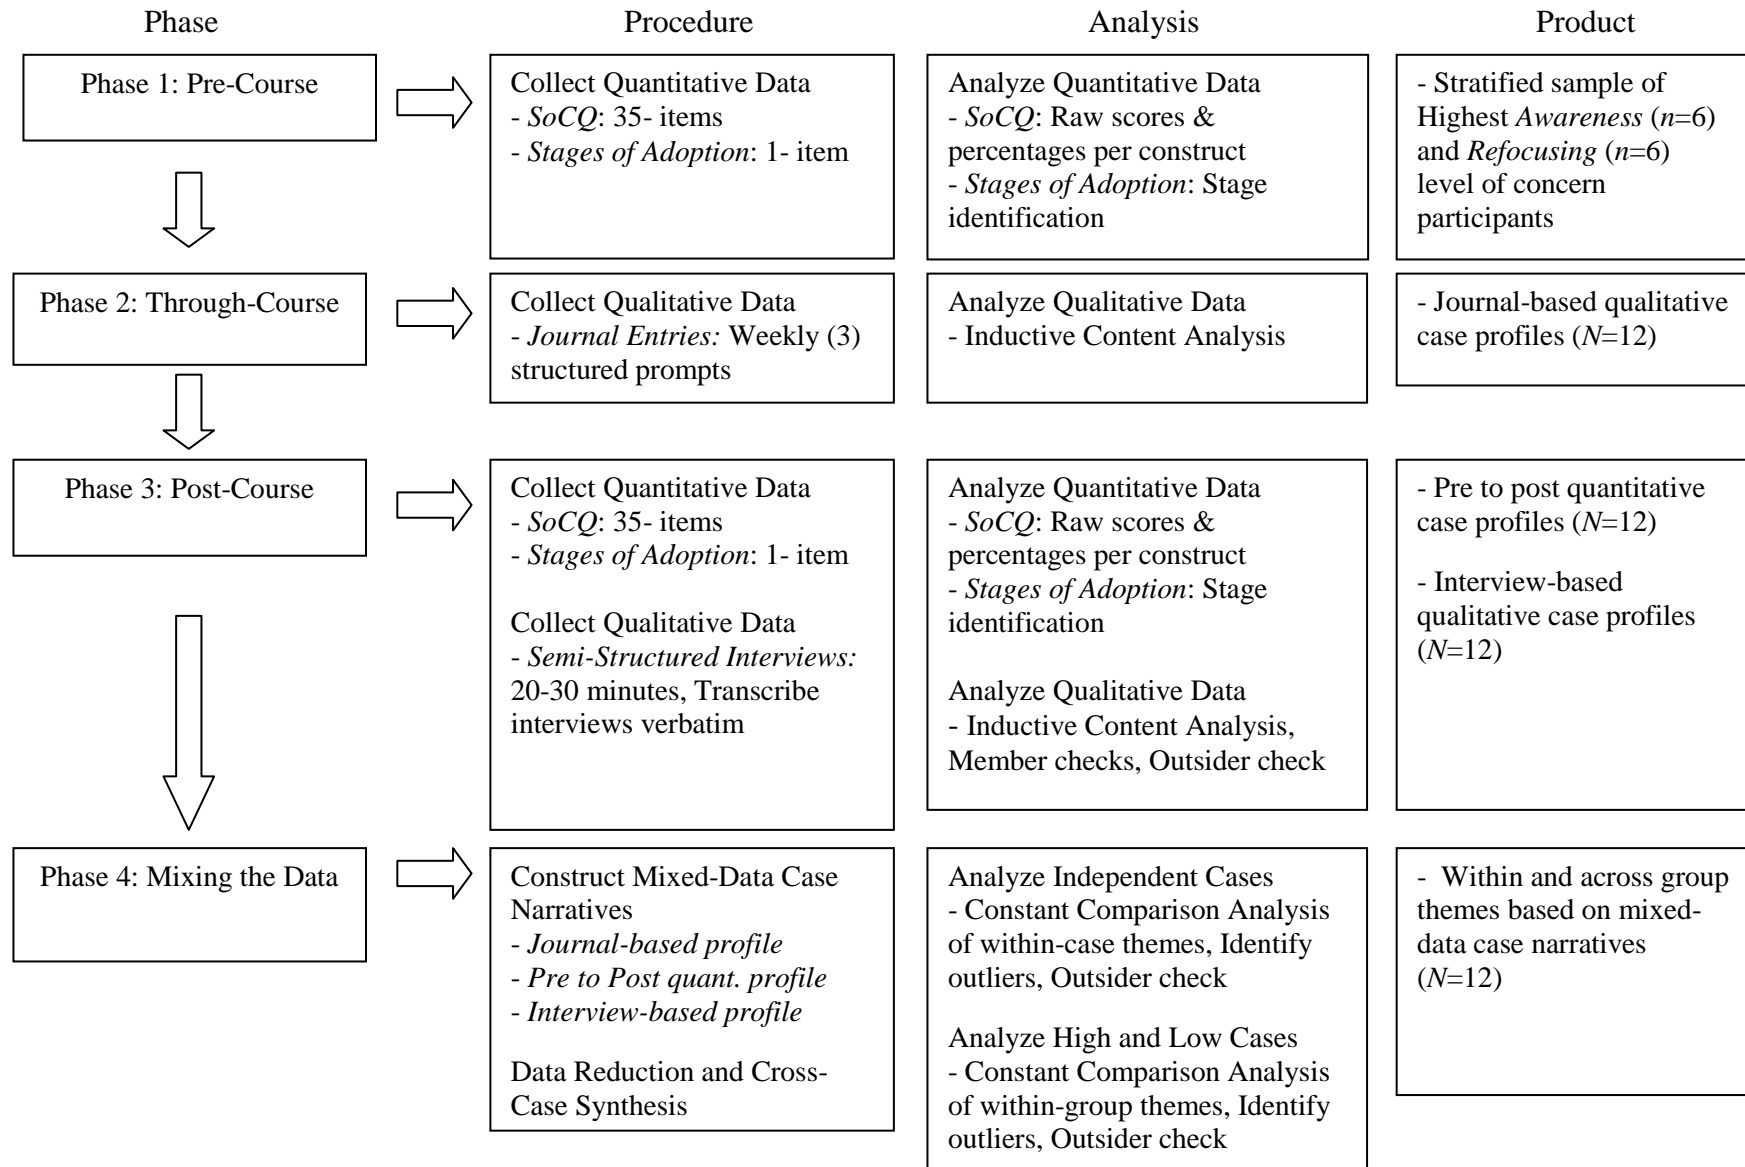 Phase
Procedure
Analysis
Product
Phase 1: Pre-Course
Collect Quantitative Data
- SoCQ: 35- items
- Stages of Adoption: 1- item
Analyze Quantitative Data
- SoCQ: Raw scores &
percentages per construct
- Stages of Adoption: Stage
identification
- Stratified sample of
Highest Awareness (n=6)
and Refocusing (n=6)
level of concern
participants
Phase 2: Through-Course
Collect Qualitative Data
- Journal Entries: Weekly (3)
structured prompts
Analyze Qualitative Data
- Inductive Content Analysis
- Journal-based qualitative
case profiles (N=12)
Phase 3: Post-Course
Collect Quantitative Data
- SoCQ: 35- items
- Stages of Adoption: 1- item
Collect Qualitative Data
- Semi-Structured Interviews:
20-30 minutes, Transcribe
interviews verbatim
Analyze Quantitative Data
- SoCQ: Raw scores &
percentages per construct
- Stages of Adoption: Stage
identification
Analyze Qualitative Data
- Inductive Content Analysis,
Member checks, Outsider check
- Pre to post quantitative
case profiles (N=12)
- Interview-based
qualitative case profiles
(N=12)
Phase 4: Mixing the Data
Construct Mixed-Data Case
Narratives
- Journal-based profile
- Pre to Post quant. profile
- Interview-based profile
Data Reduction and Cross-
Case Synthesis
Analyze Independent Cases
- Constant Comparison Analysis
of within-case themes, Identify
outliers, Outsider check
Analyze High and Low Cases
- Constant Comparison Analysis
of within-group themes, Identify
outliers, Outsider check
- Within and across group
themes based on mixed-
data case narratives
(N=12)